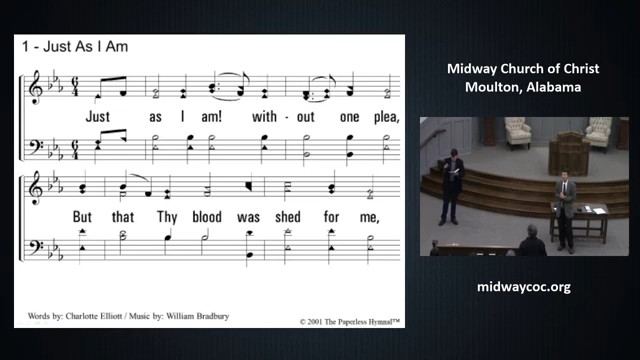 1 - Just As I Am
Just as I am! with - out one plea,
But that Thy blood was shed for me,
Words by: Charlotte Elliott / Music by: William Bradbury
© 2001 The Paperless Hymnal™
Midway Church of Christ
Moulton, Alabama
midwaycoc.org